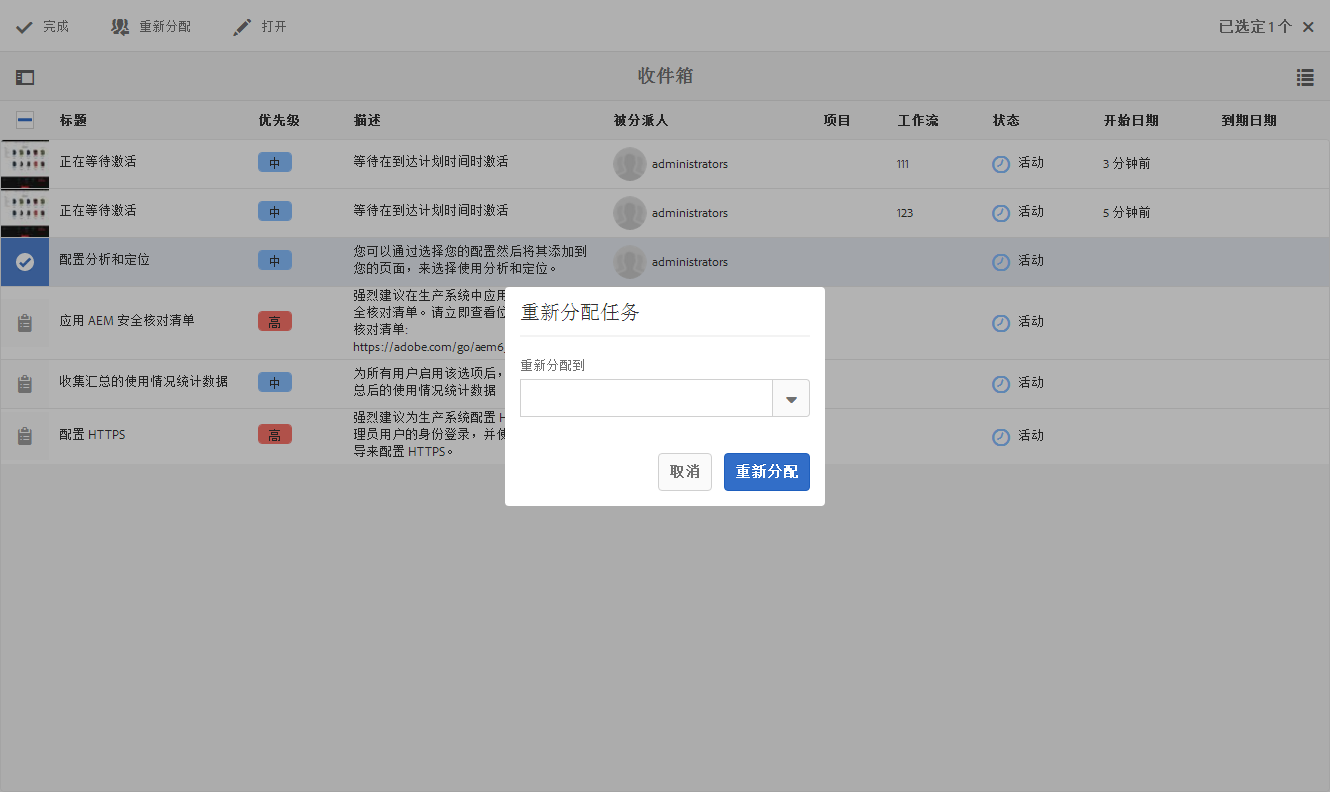 完成
重新分配
打开
已选定 1 个
收件箱
标题 优先级 描述 被分派人 项目 工作流 状态 开始日期 到期日期
正在等待激活 中 等待在到达计划时间时激活 administrators 111 活动 3 分钟前
正在等待激活 中 等待在到达计划时间时激活 administrators 123 活动 5 分钟前
配置分析和定位 中 您可以通过选择您的配置然后将其添加到
您的页面，来选择使用分析和定位。 administrators 活动
应用 AEM 安全核对清单 高 强烈建议在生产系统中应用
全核对清单。请立即查看位
核对清单:
https://adobe.com/go/aem6_
活动
收集汇总的使用情况统计数据 中 为所有用户启用该选项后，
总后的使用情况统计数据 活动
配置 HTTPS 高 强烈建议为生产系统配置
理员用户的身份登录，并使
导来配置 HTTPS。 活动
重新分配任务
重新分配到
取消
重新分配